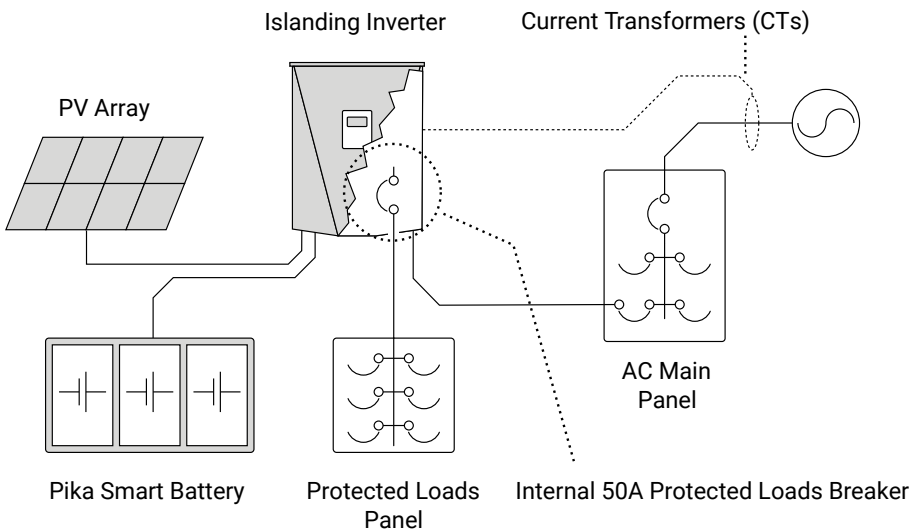 Islanding Inverter
Current Transformers (CTs)
PV Array
AC Main
Panel
Pika Smart Battery
Protected Loads
Panel
Internal 50A Protected Loads Breaker